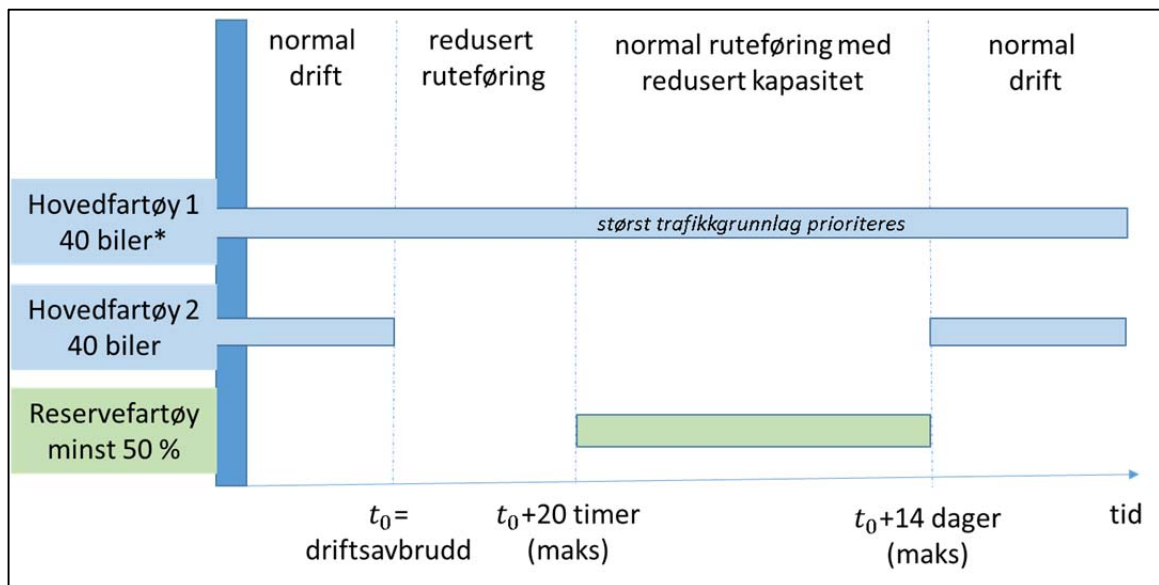 normal
drift
redusert
ruteføring
normal ruteføring med
redusert kapasitet
normal
drift
Hovedfartøy 1
40 biler*
størst trafikkgrunnlag prioriteres
Hovedfartøy 2
40 biler
Reservefartøy
minst 50 %
t₀=
driftsavbrudd
t₀+20 timer
(maks)
t₀+14 dager
(maks)
tid